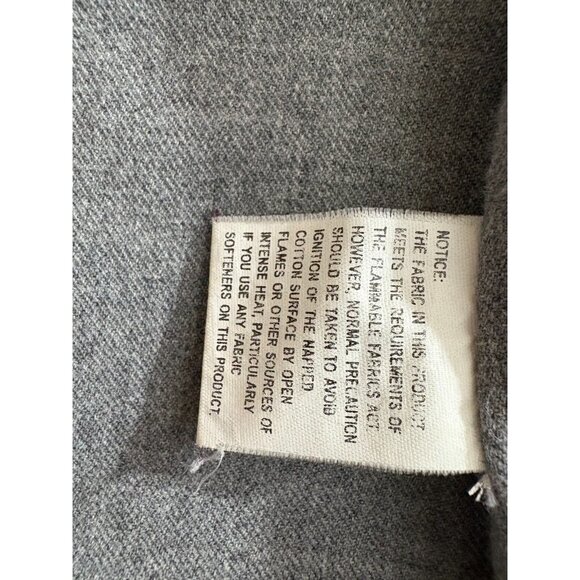 NOTICE:
THE FABRIC IN THIS PRODUCT
MEETS THE REQUIREMENTS OF
THE FLAMMABLE FABRICS ACT.
HOWEVER, NORMAL PRECAUTION
SHOULD BE TAKEN TO AVOID
IGNITION OF THE NAPPED
COTTON SURFACE BY OPEN
FLAMES OR OTHER SOURCES OF
INTENSE HEAT, PARTICULARLY
IF YOU USE ANY FABRIC
SOFTENERS ON THIS PRODUCT.